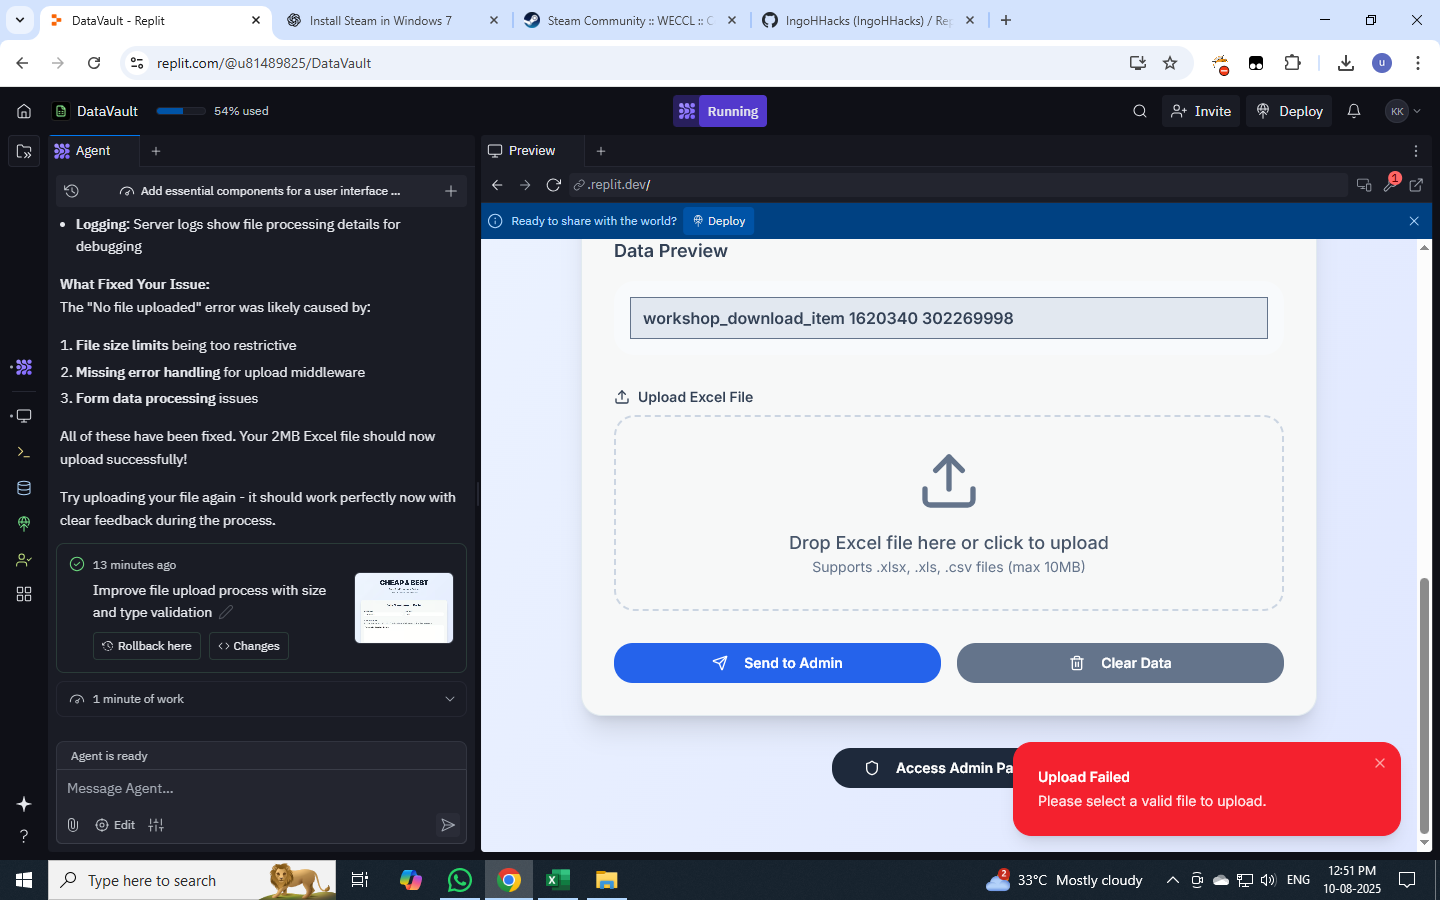 DataVault - Replit
Install Steam in Windows 7
Steam Community :: WECCL :: C
IngoHHacks (IngoHHacks) / Rep
replit.com/@u81489825/DataVault
U
DataVault
54% used
Running
Invite
Deploy
KK
Agent
Add essential components for a user interface ...
• Logging: Server logs show file processing details for
debugging
What Fixed Your Issue:
The "No file uploaded" error was likely caused by:
1. File size limits being too restrictive
2. Missing error handling for upload middleware
3. Form data processing issues
All of these have been fixed. Your 2MB Excel file should now
upload successfully!
Try uploading your file again - it should work perfectly now with
clear feedback during the process.
13 minutes ago
Improve file upload process with size
and type validation
CHEAP & BEST
Rollback here
Changes
1 minute of work
Agent is ready
Message Agent...
Edit
Preview
.replit.dev/
1
Ready to share with the world?
Deploy
Data Preview
workshop_download_item 1620340 302269998
Upload Excel File
Drop Excel file here or click to upload
Supports .xlsx, .xls, .csv files (max 10MB)
Send to Admin
Clear Data
Access Admin Pa
Upload Failed
Please select a valid file to upload.
Type here to search
2
33°C Mostly cloudy
ENG
12:51 PM
10-08-2025